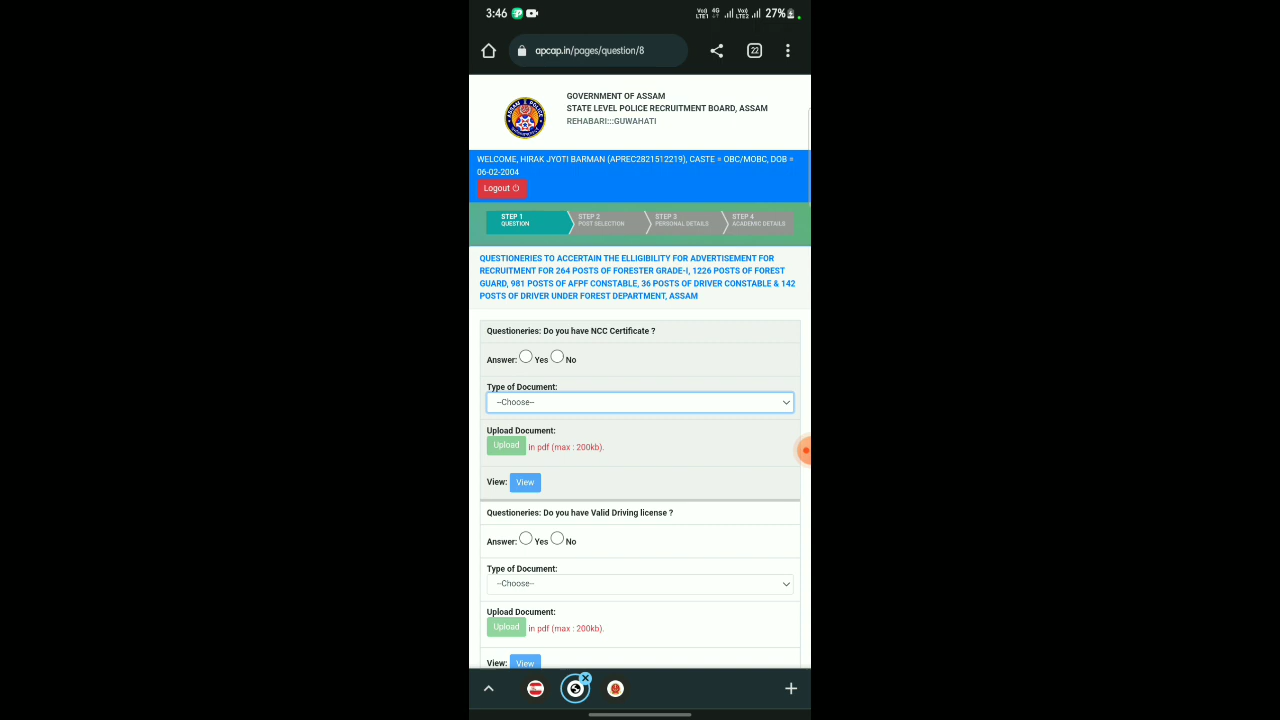 3:46
Vo)) LTE1 4G Vo)) LTE2 27%
apcap.in/pages/question/8
22
GOVERNMENT OF ASSAM
STATE LEVEL POLICE RECRUITMENT BOARD, ASSAM
REHABARI:::GUWAHATI
WELCOME, HIRAK JYOTI BARMAN (APREC2821512219), CASTE = OBC/MOBC, DOB =
06-02-2004
Logout
STEP 1
QUESTION
STEP 2
POST SELECTION
STEP 3
PERSONAL DETAILS
STEP 4
ACADEMIC DETAILS
QUESTIONERIES TO ACCERTAIN THE ELLIGIBILITY FOR ADVERTISEMENT FOR
RECRUITMENT FOR 264 POSTS OF FORESTER GRADE-I, 1226 POSTS OF FOREST
GUARD, 981 POSTS OF AFPF CONSTABLE, 36 POSTS OF DRIVER CONSTABLE & 142
POSTS OF DRIVER UNDER FOREST DEPARTMENT, ASSAM
Questioneries: Do you have NCC Certificate ?
Answer: Yes No
Type of Document:
--Choose--
Upload Document:
Upload in pdf (max : 200kb).
View: View
Questioneries: Do you have Valid Driving license ?
Answer: Yes No
Type of Document:
--Choose--
Upload Document:
Upload in pdf (max : 200kb).
View: View